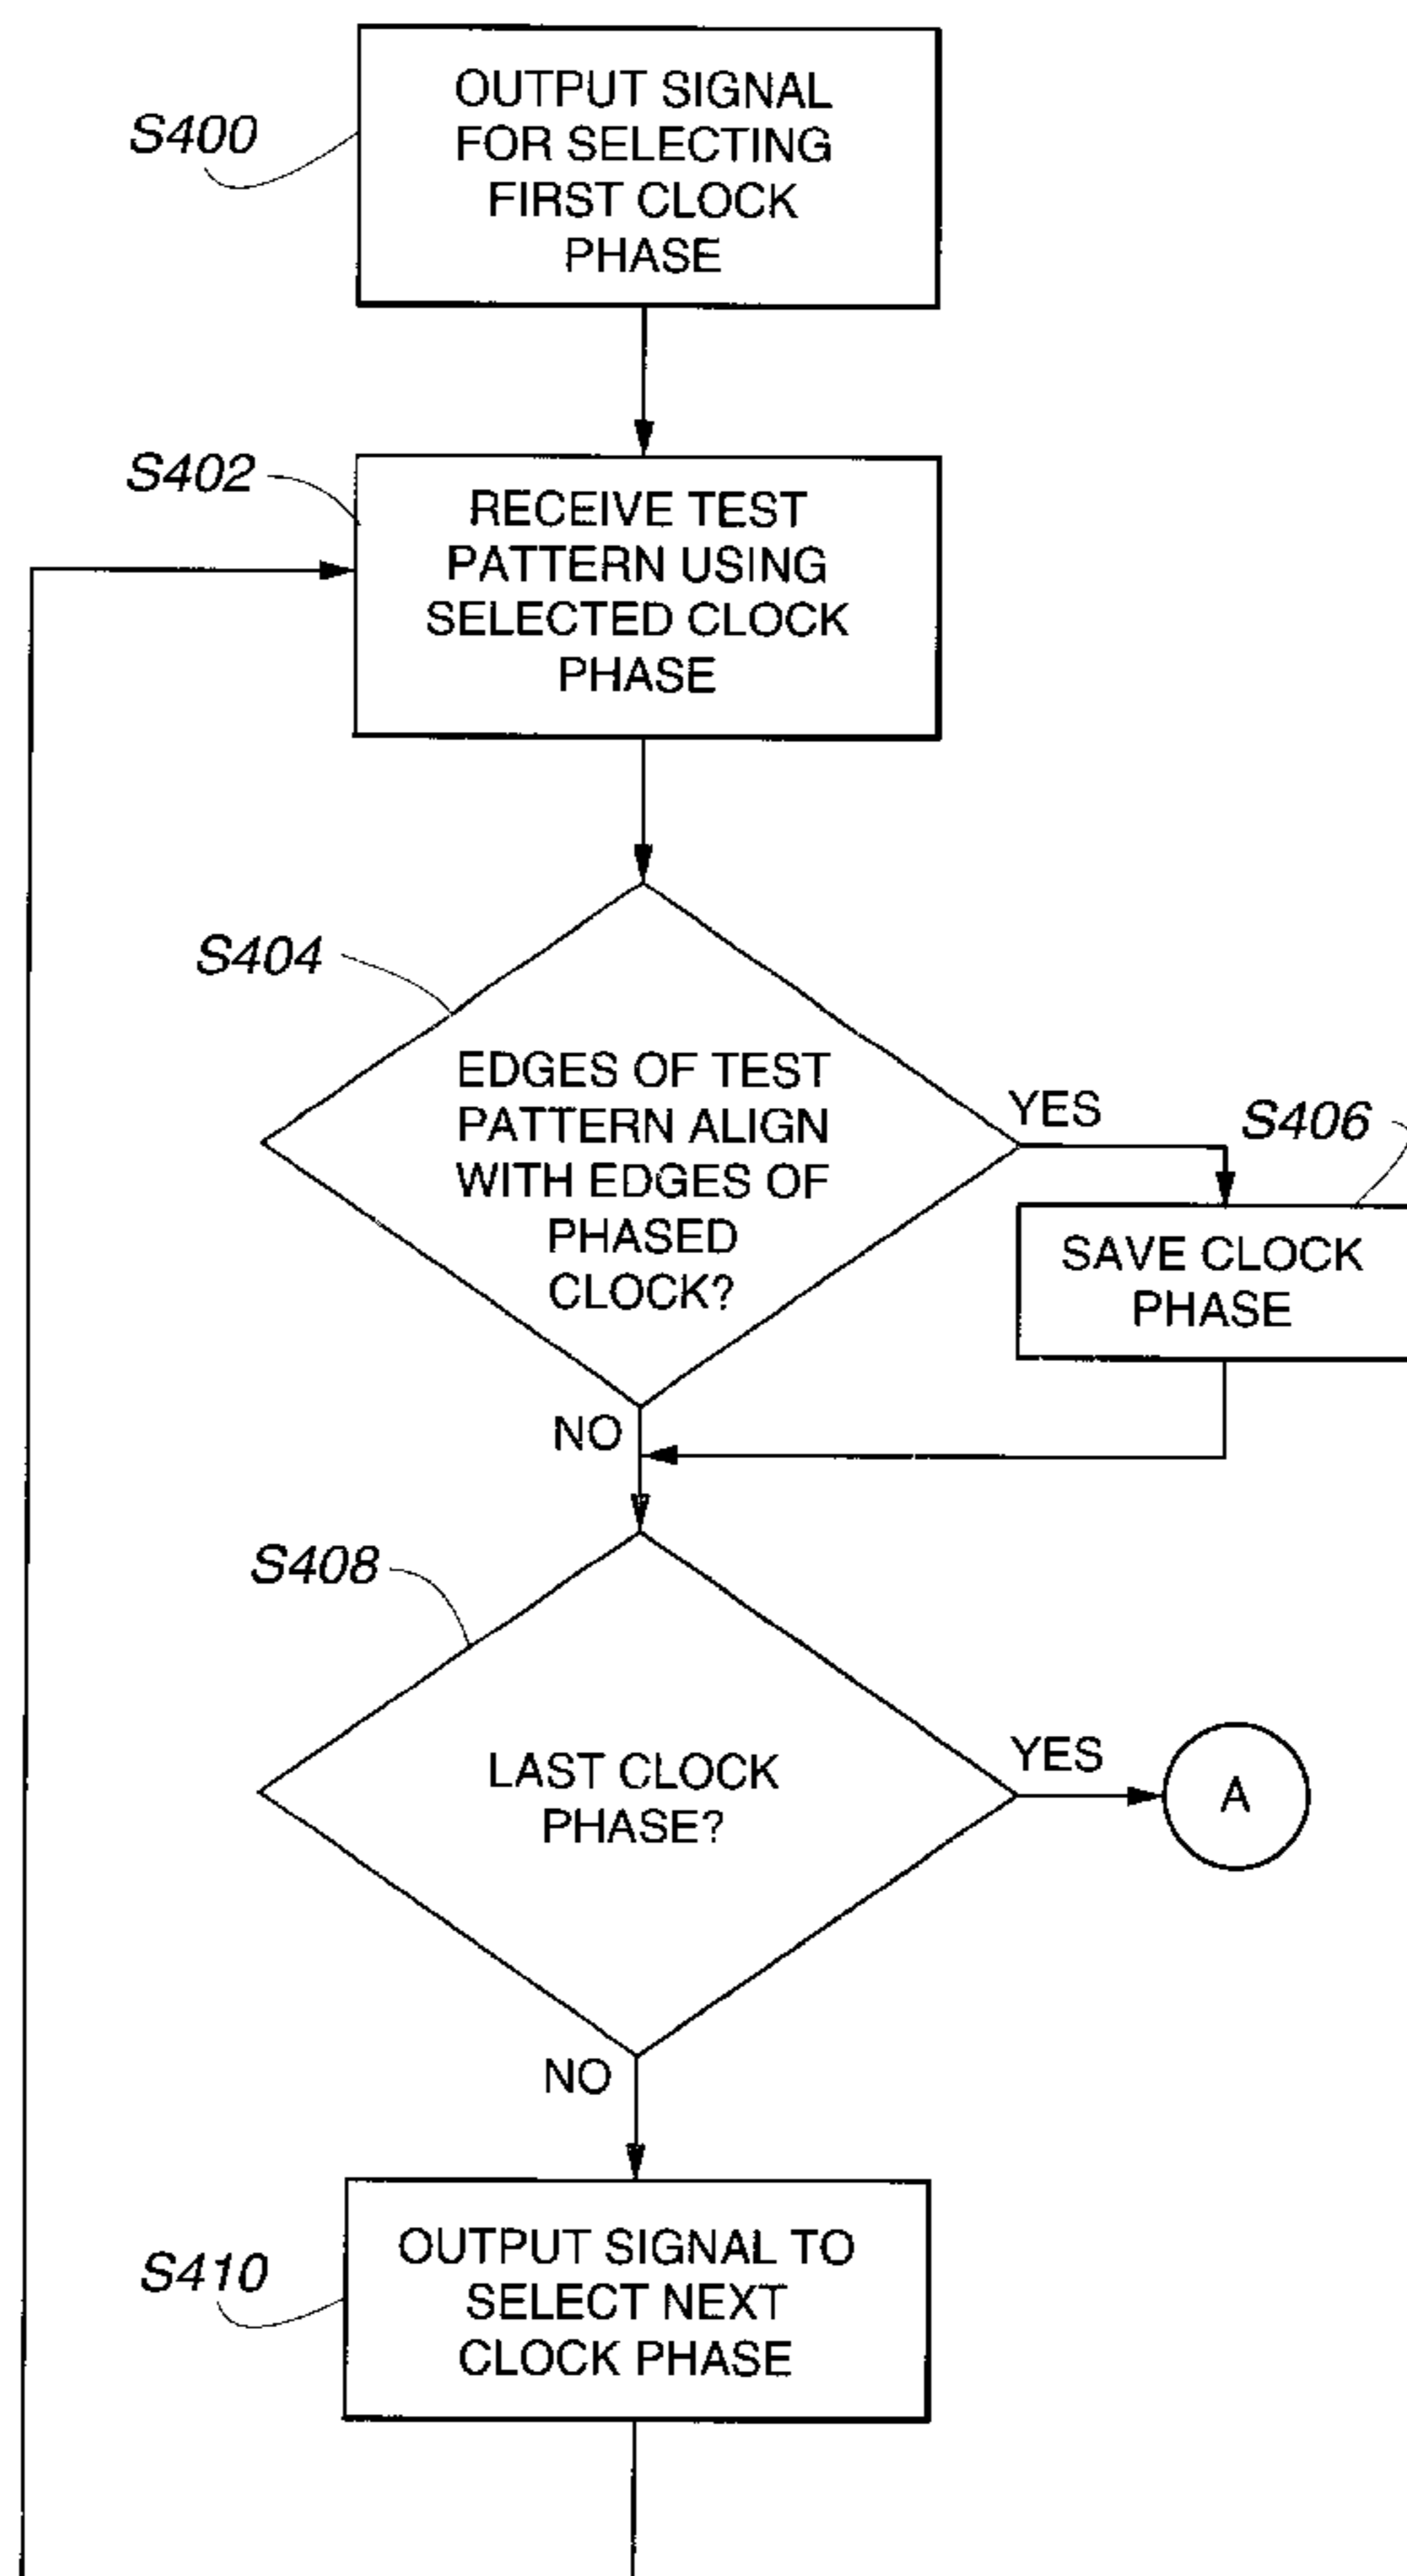 S400
OUTPUT SIGNAL
FOR SELECTING
FIRST CLOCK
PHASE
S402
RECEIVE TEST
PATTERN USING
SELECTED CLOCK
PHASE
S404
EDGES OF TEST
PATTERN ALIGN
WITH EDGES OF
PHASED
CLOCK?
YES
S406
SAVE CLOCK
PHASE
NO
S408
LAST CLOCK
PHASE?
YES
A
NO
S410
OUTPUT SIGNAL TO
SELECT NEXT
CLOCK PHASE